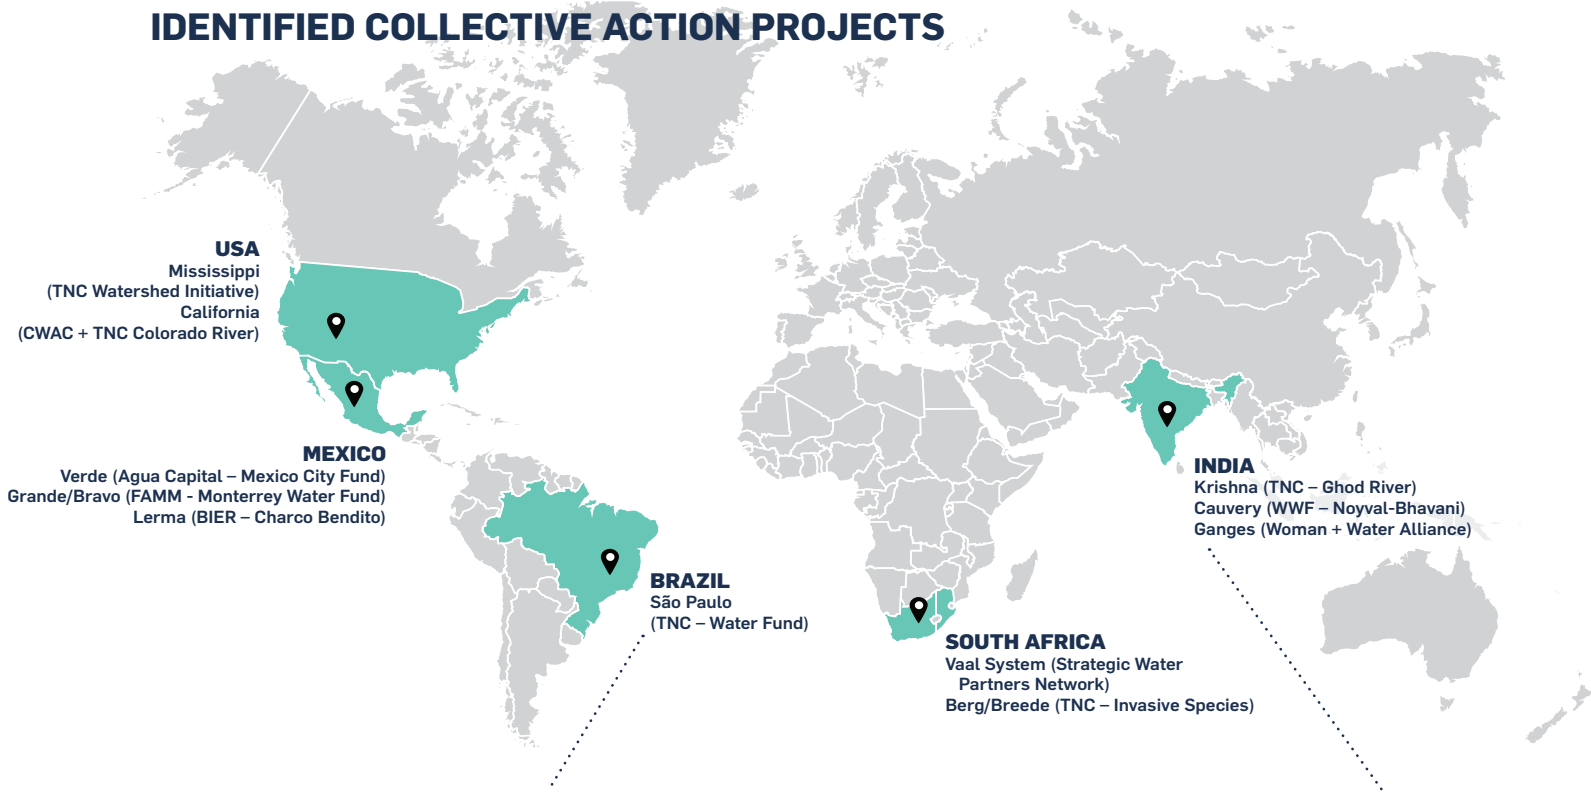 IDENTIFIED COLLECTIVE ACTION PROJECTS
USA
Mississippi
(TNC Watershed Initiative)
California
(CWAC + TNC Colorado River)
MEXICO
Verde (Agua Capital – Mexico City Fund)
Grande/Bravo (FAMM - Monterrey Water Fund)
Lerma (BIER – Charco Bendito)
BRAZIL
São Paulo
(TNC – Water Fund)
SOUTH AFRICA
Vaal System (Strategic Water
Partners Network)
Berg/Breede (TNC – Invasive Species)
INDIA
Krishna (TNC – Ghod River)
Cauvery (WWF – Noyval-Bhavani)
Ganges (Woman + Water Alliance)